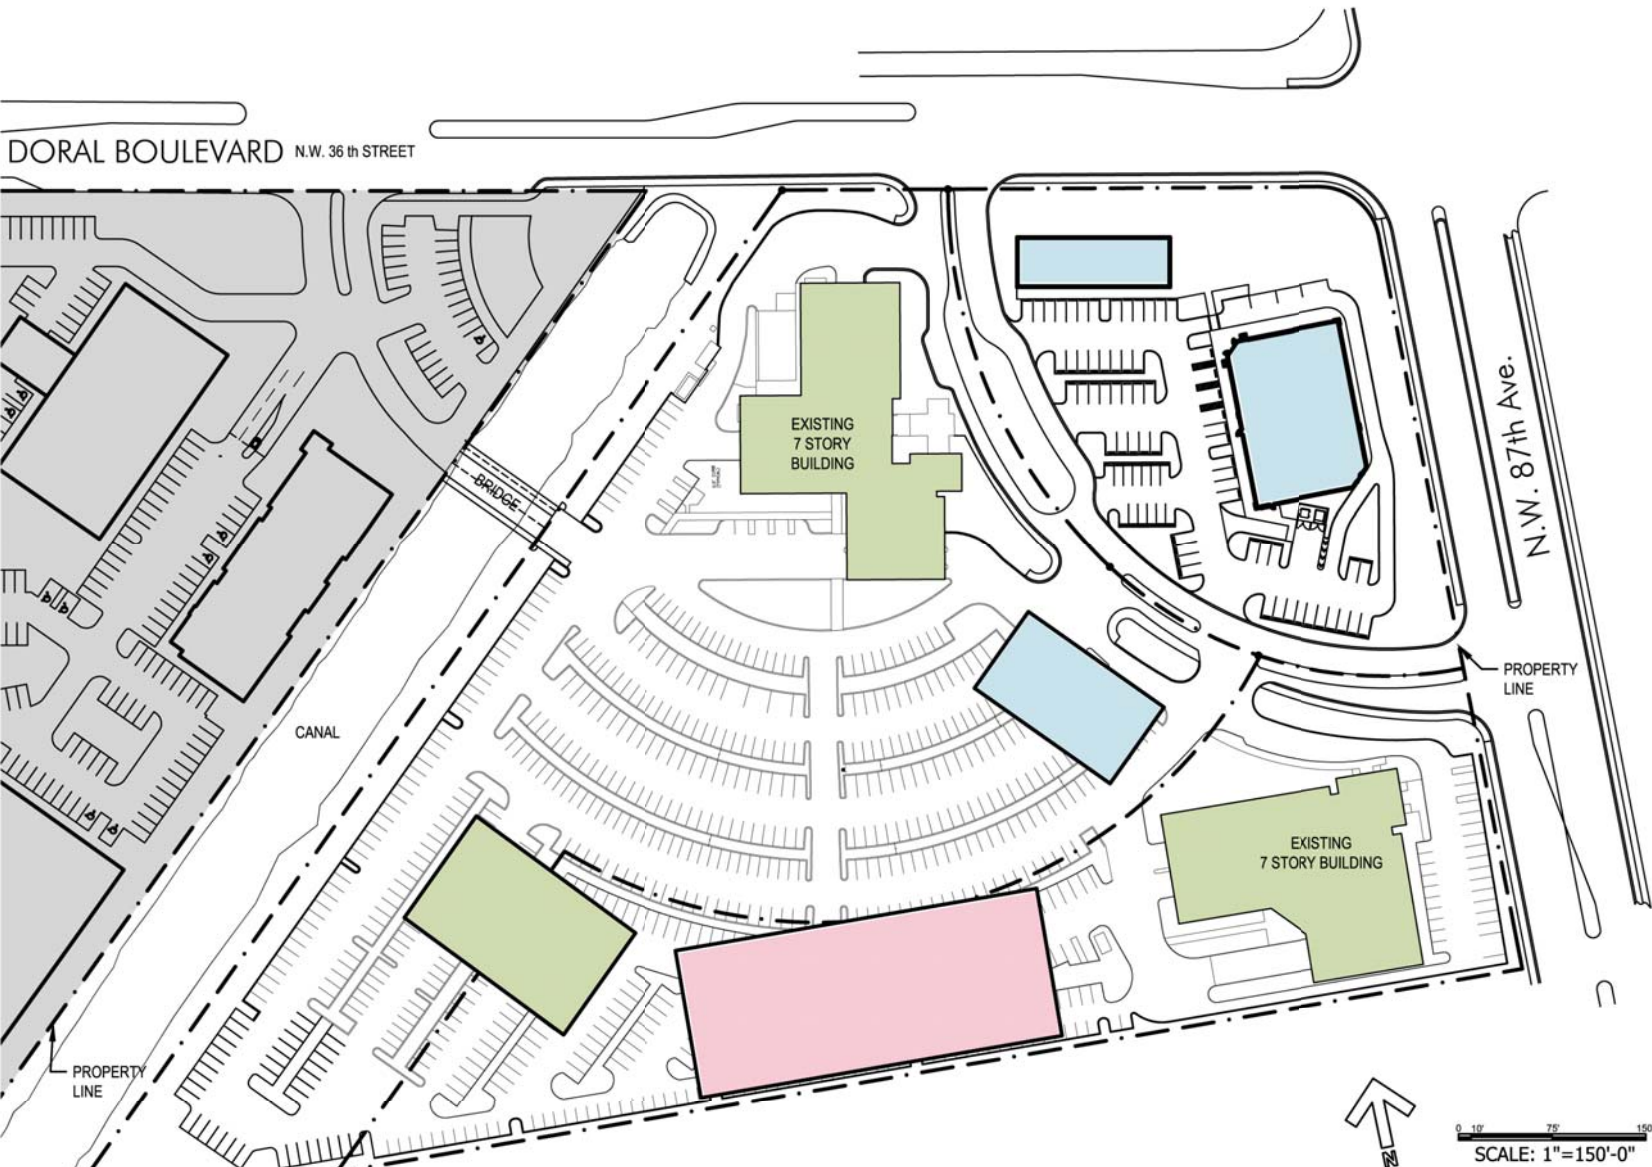 DORAL BOULEVARD N.W. 36 th STREET
EXISTING
7 STORY
BUILDING
BRIDGE
N.W. 87th Ave.
PROPERTY
LINE
CANAL
EXISTING
7 STORY BUILDING
PROPERTY
LINE
N
0 10' 75' 150
SCALE: 1"=150'-0"